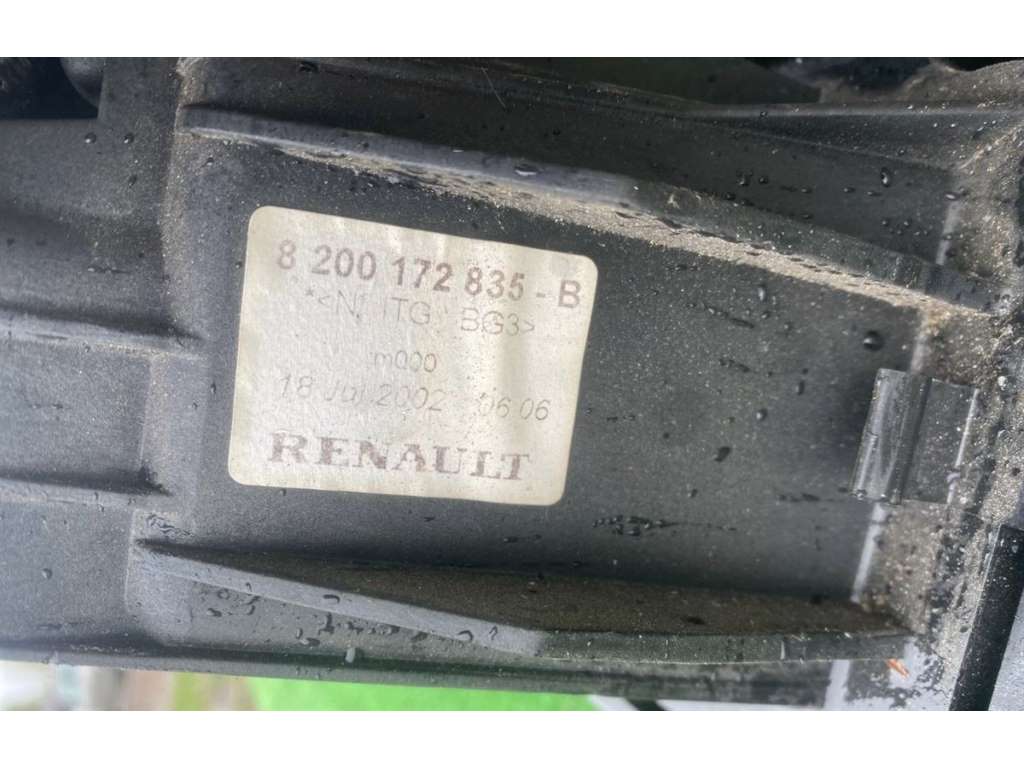 8 200 172 835 - B
ITG BG3>
m000
18 Jul 2002 06 06
RENAULT